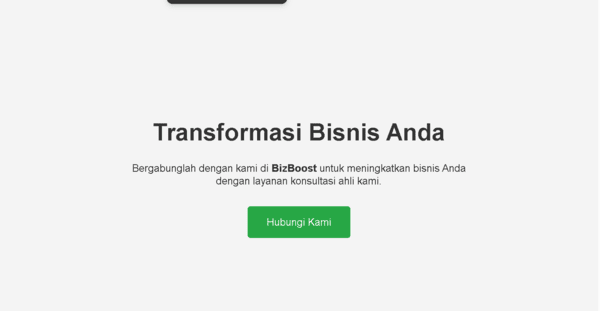 Transformasi Bisnis Anda
Bergabunglah dengan kami di BizBoost untuk meningkatkan bisnis Anda
dengan layanan konsultasi ahli kami.
Hubungi Kami